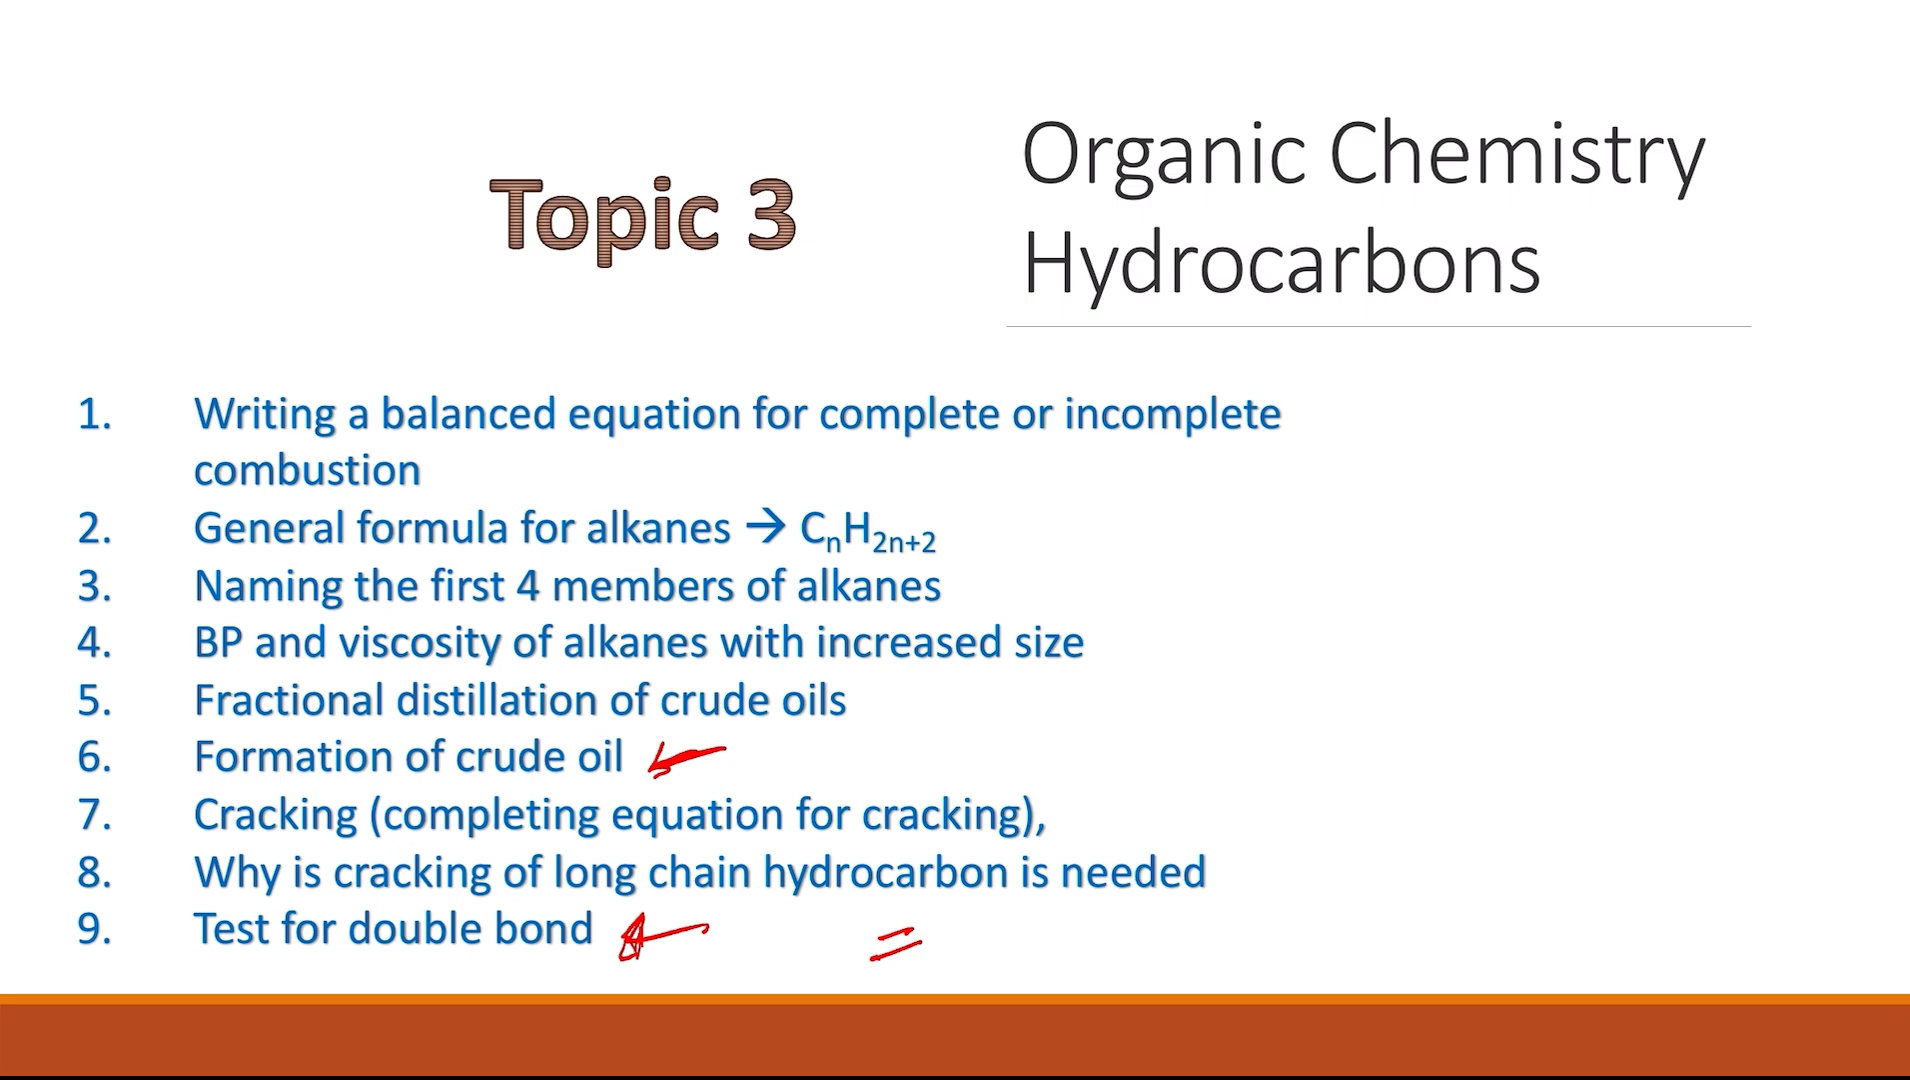 Topic 3
Organic Chemistry
Hydrocarbons
1. Writing a balanced equation for complete or incomplete
combustion
2. General formula for alkanes → CₙH₂ₙ₊₂
3. Naming the first 4 members of alkanes
4. BP and viscosity of alkanes with increased size
5. Fractional distillation of crude oils
6. Formation of crude oil
7. Cracking (completing equation for cracking),
8. Why is cracking of long chain hydrocarbon is needed
9. Test for double bond =